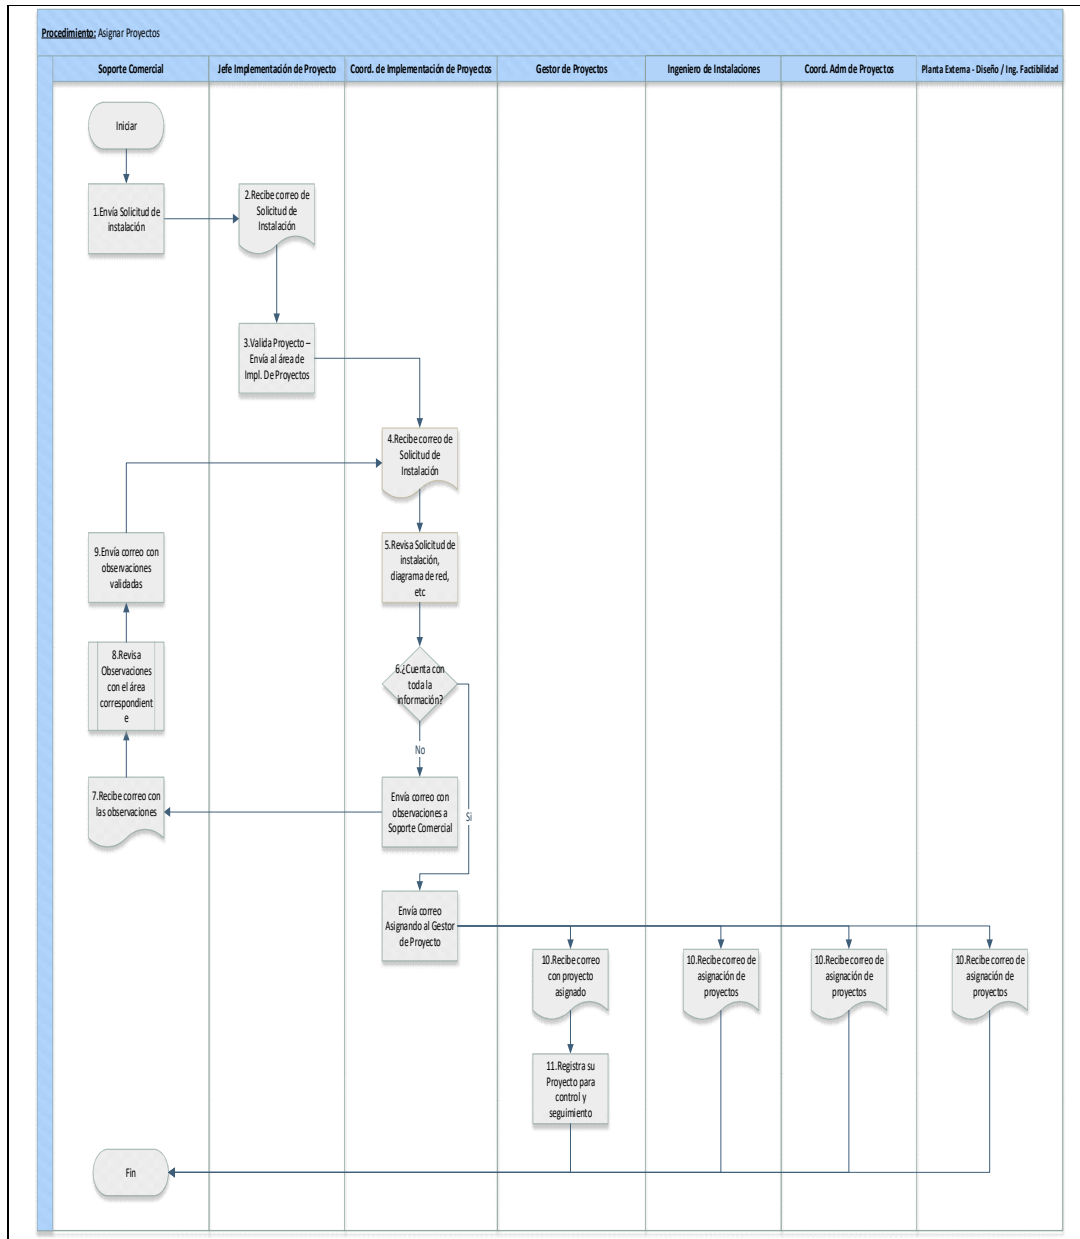 Procedimiento: Asignar Proyectos
Soporte Comercial
Jefe Implementación de Proyecto
Coord. de Implementación de Proyectos
Gestor de Proyectos
Ingeniero de Instalaciones
Coord. Adm de Proyectos
Planta Externa - Diseño / Ing. Factibilidad
Iniciar
1.Envía Solicitud de
instalación
2.Recibe correo de
Solicitud de
Instalación
3.Valida Proyecto –
Envía al área de
Impl. De Proyectos
4.Recibe correo de
Solicitud de
Instalación
5.Revisa Solicitud de
instalación,
diagrama de red,
etc
6.¿Cuenta con
toda la
información?
No
Si
Envía correo con
observaciones a
Soporte Comercial
7.Recibe correo con
las observaciones
8.Revisa
Observaciones
con el área
correspondient
e
9.Envía correo con
observaciones
validadas
Envía correo
Asignando al Gestor
de Proyecto
10.Recibe correo
con proyecto
asignado
10.Recibe correo de
asignación de
proyectos
10.Recibe correo de
asignación de
proyectos
10.Recibe correo de
asignación de
proyectos
11.Registra su
Proyecto para
control y
seguimiento
Fin